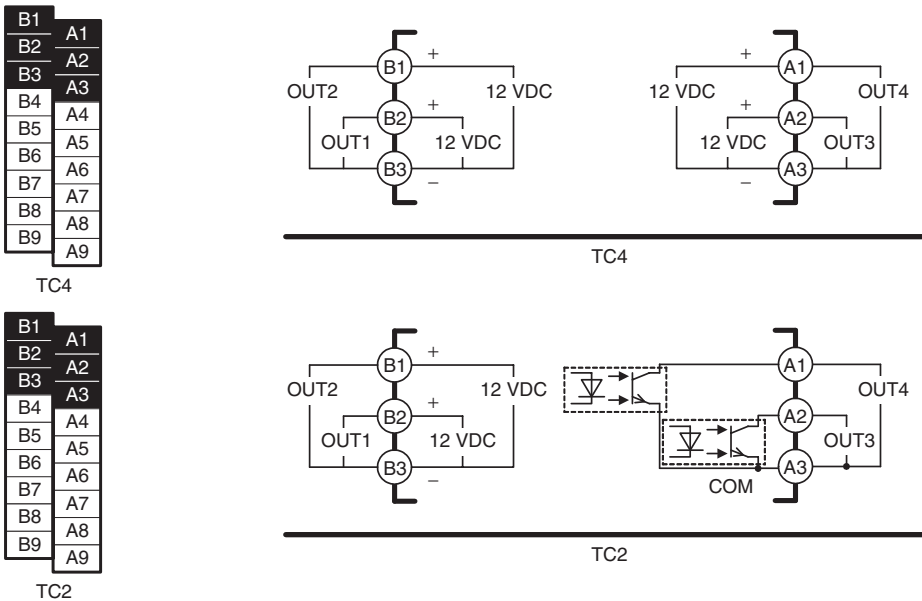 B1
A1
B2
A2
B3
A3
B4
A4
B5
A5
B6
A6
B7
A7
B8
A8
B9
A9
TC4
B1 +
OUT2 12 VDC
B2 +
OUT1 12 VDC
B3 −
+ A1
12 VDC OUT4
+ A2
12 VDC OUT3
− A3
TC4
B1
A1
B2
A2
B3
A3
B4
A4
B5
A5
B6
A6
B7
A7
B8
A8
B9
A9
TC2
B1 +
OUT2 12 VDC
B2 +
OUT1 12 VDC
B3 −
A1
OUT4
A2
OUT3
A3
COM
TC2